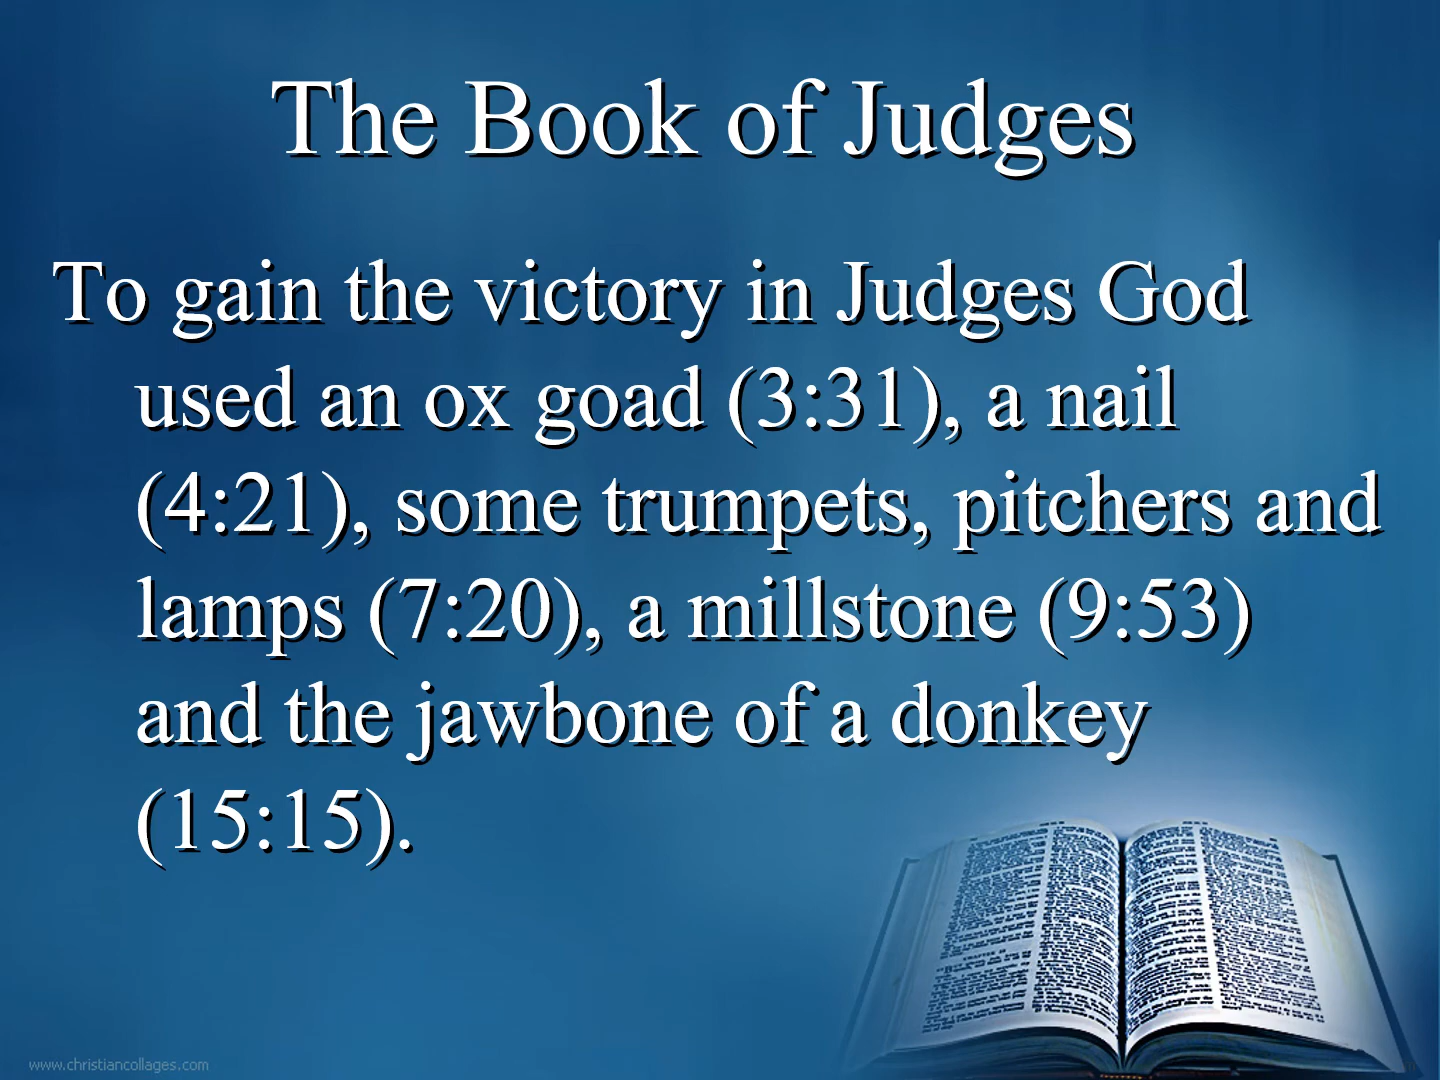 The Book of Judges
To gain the victory in Judges God
used an ox goad (3:31), a nail
(4:21), some trumpets, pitchers and
lamps (7:20), a millstone (9:53)
and the jawbone of a donkey
(15:15).
www.christiancollages.com